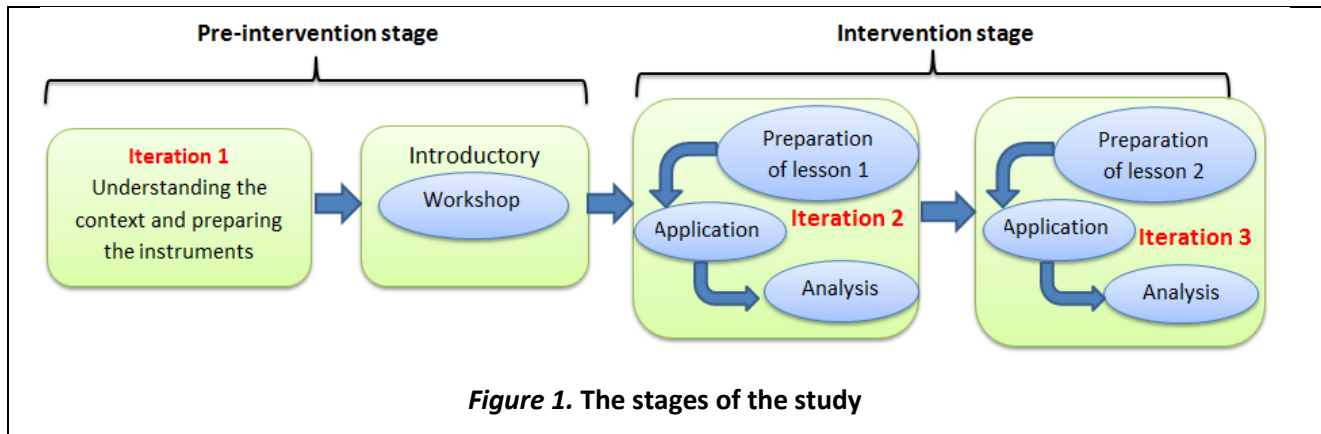 Pre-intervention stage
Intervention stage
Iteration 1
Understanding the
context and preparing
the instruments
Introductory
Workshop
Preparation
of lesson 1
Application
Iteration 2
Analysis
Preparation
of lesson 2
Application
Iteration 3
Analysis
Figure 1. The stages of the study